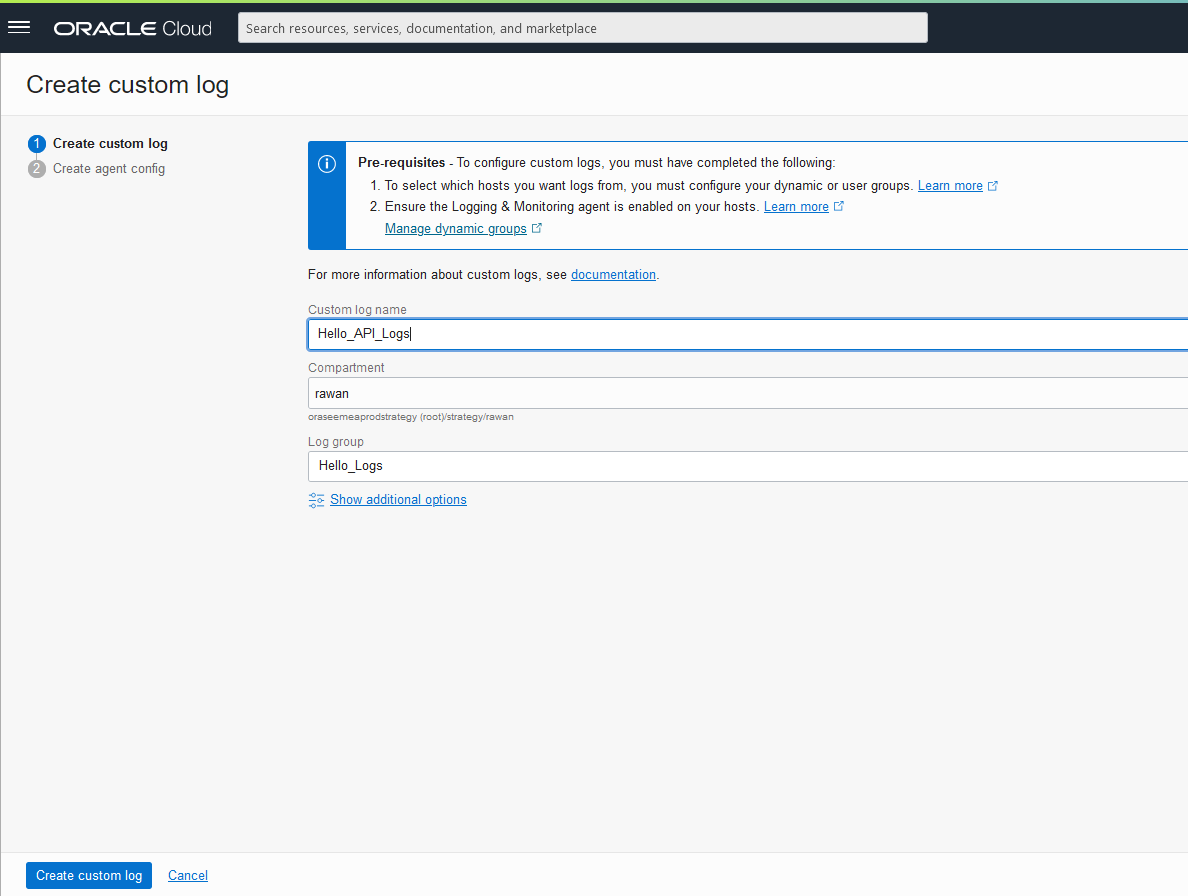 ORACLE Cloud
Search resources, services, documentation, and marketplace
Create custom log
1 Create custom log
2 Create agent config
Pre-requisites - To configure custom logs, you must have completed the following:
1. To select which hosts you want logs from, you must configure your dynamic or user groups. Learn more
2. Ensure the Logging & Monitoring agent is enabled on your hosts. Learn more
Manage dynamic groups
For more information about custom logs, see documentation.
Custom log name
Hello_API_Logs
Compartment
rawan
oraseemeaprodstrategy (root)/strategy/rawan
Log group
Hello_Logs
Show additional options
Create custom log
Cancel